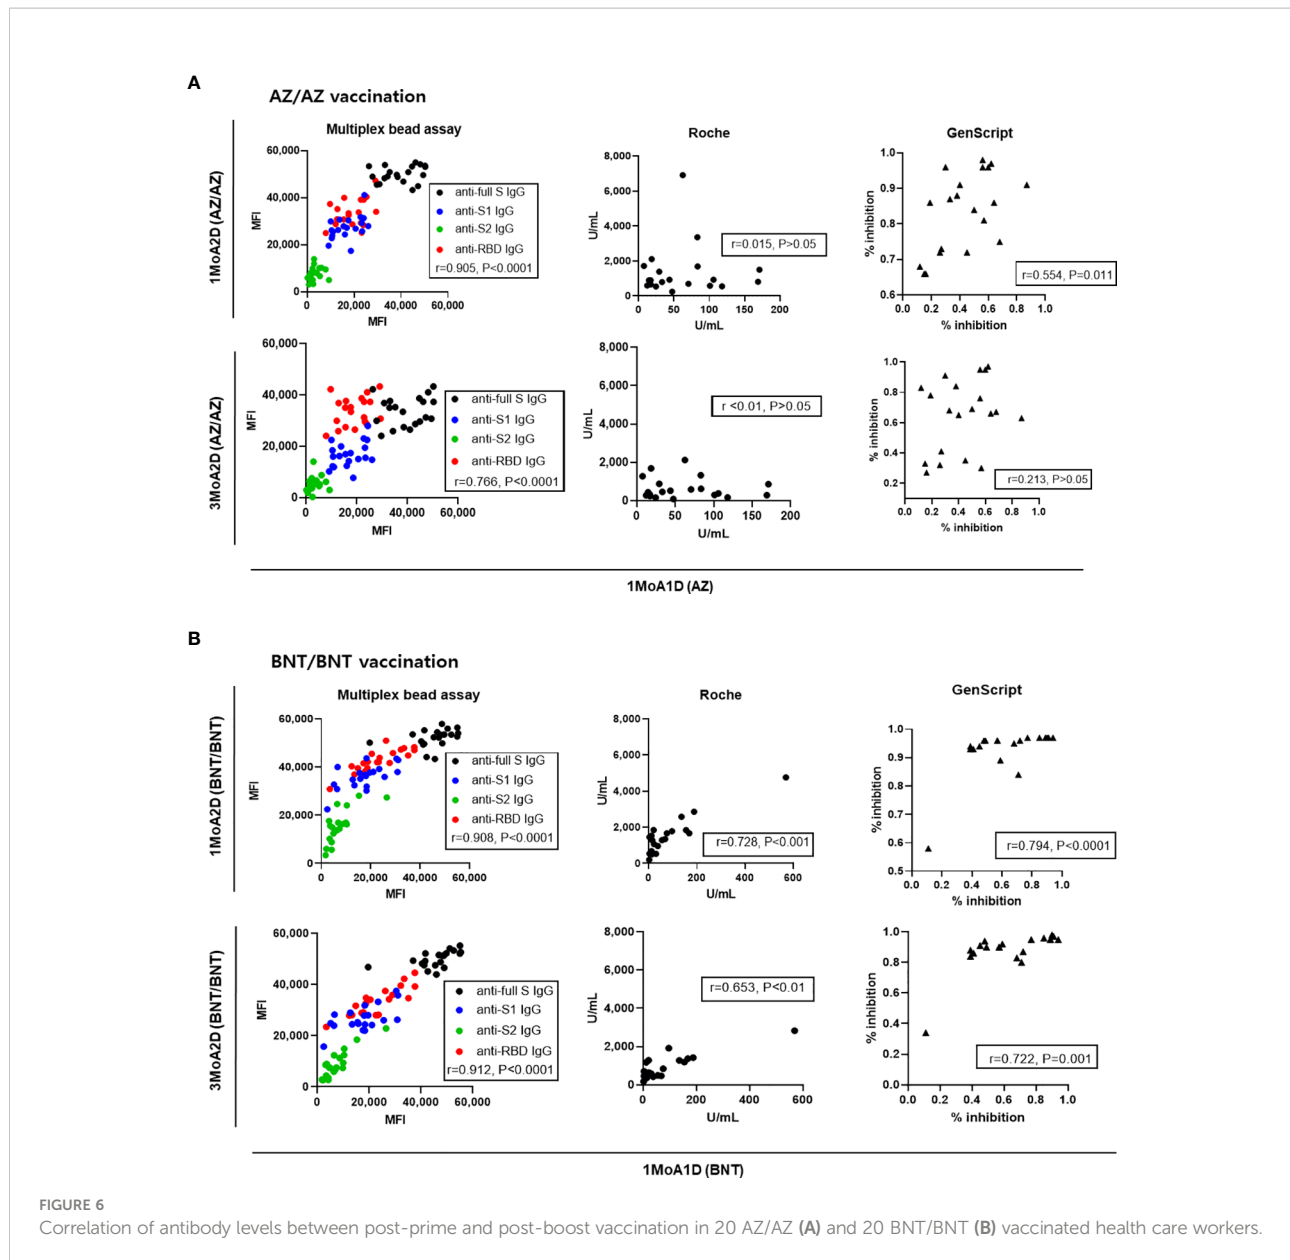 A
AZ/AZ vaccination
Multiplex bead assay
Roche
GenScript
1MoA2D (AZ/AZ)
MFI
60,000
40,000
20,000
0
0 20,000 40,000 60,000
MFI
anti-full S IgG
anti-S1 IgG
anti-S2 IgG
anti-RBD IgG
r=0.905, P<0.0001
U/mL
8,000
6,000
4,000
2,000
0
0 50 100 150 200
U/mL
r=0.015, P>0.05
% inhibition
1.0
0.9
0.8
0.7
0.6
0.0 0.2 0.4 0.6 0.8 1.0
% inhibition
r=0.554, P=0.011
3MoA2D (AZ/AZ)
MFI
60,000
40,000
20,000
0
0 20,000 40,000 60,000
MFI
anti-full S IgG
anti-S1 IgG
anti-S2 IgG
anti-RBD IgG
r=0.766, P<0.0001
U/mL
8,000
6,000
4,000
2,000
0
0 50 100 150 200
U/mL
r <0.01, P>0.05
% inhibition
1.0
0.8
0.6
0.4
0.2
0.0 0.2 0.4 0.6 0.8 1.0
% inhibition
r=0.213, P>0.05
1MoA1D (AZ)
B
BNT/BNT vaccination
Multiplex bead assay
Roche
GenScript
1MoA2D (BNT/BNT)
MFI
60,000
40,000
20,000
0
0 20,000 40,000 60,000
MFI
anti-full S IgG
anti-S1 IgG
anti-S2 IgG
anti-RBD IgG
r=0.908, P<0.0001
U/mL
8,000
6,000
4,000
2,000
0
0 200 400 600
U/mL
r=0.728, P<0.001
% inhibition
1.0
0.9
0.8
0.7
0.6
0.5
0.0 0.2 0.4 0.6 0.8 1.0
% inhibition
r=0.794, P<0.0001
3MoA2D (BNT/BNT)
MFI
60,000
40,000
20,000
0
0 20,000 40,000 60,000
MFI
anti-full S IgG
anti-S1 IgG
anti-S2 IgG
anti-RBD IgG
r=0.912, P<0.0001
U/mL
8,000
6,000
4,000
2,000
0
0 200 400 600
U/mL
r=0.653, P<0.01
% inhibition
1.0
0.8
0.6
0.4
0.2
0.0
0.0 0.2 0.4 0.6 0.8 1.0
% inhibition
r=0.722, P=0.001
1MoA1D (BNT)
FIGURE 6
Correlation of antibody levels between post-prime and post-boost vaccination in 20 AZ/AZ (A) and 20 BNT/BNT (B) vaccinated health care workers.